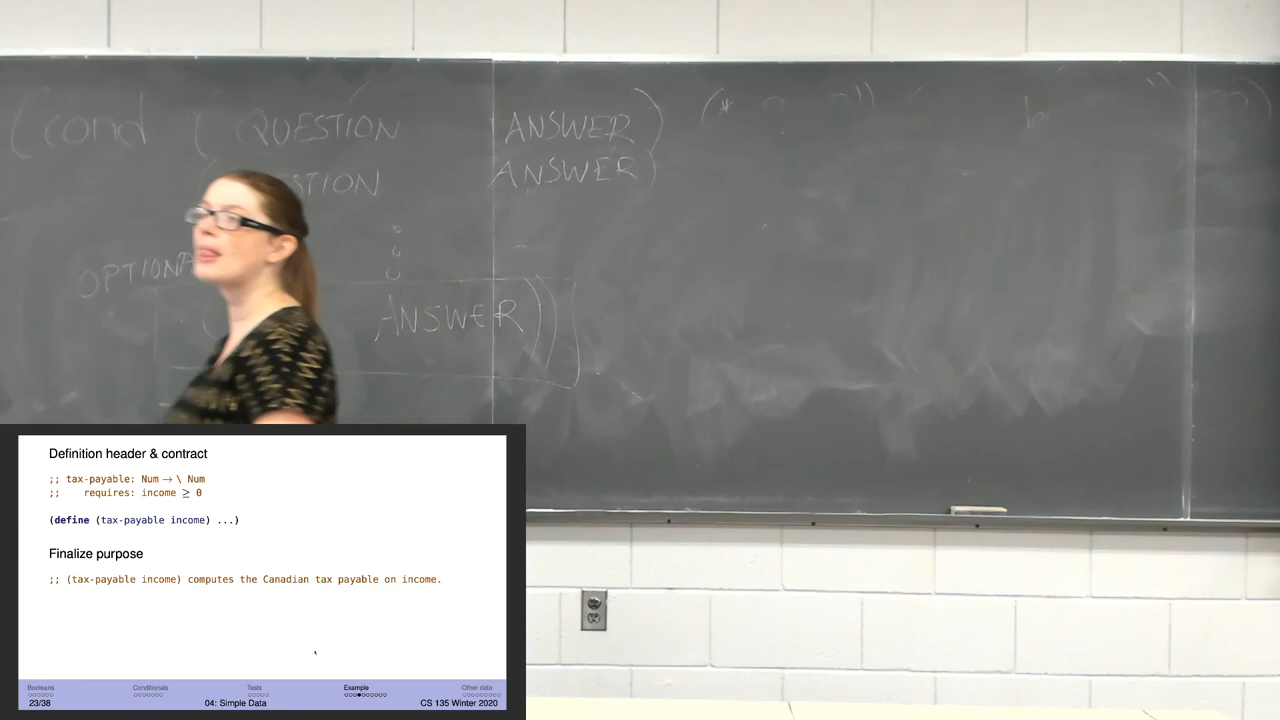 (cond ( QUESTION ANSWER)
STION ANSWER)
OPTIONA
ANSWER))
Definition header & contract
;; tax-payable: Num → \ Num
;; requires: income ≥ 0
(define (tax-payable income) ...)
Finalize purpose
;; (tax-payable income) computes the Canadian tax payable on income.
Booleans Conditionals Tests Example Other data
23/38 04: Simple Data CS 135 Winter 2020